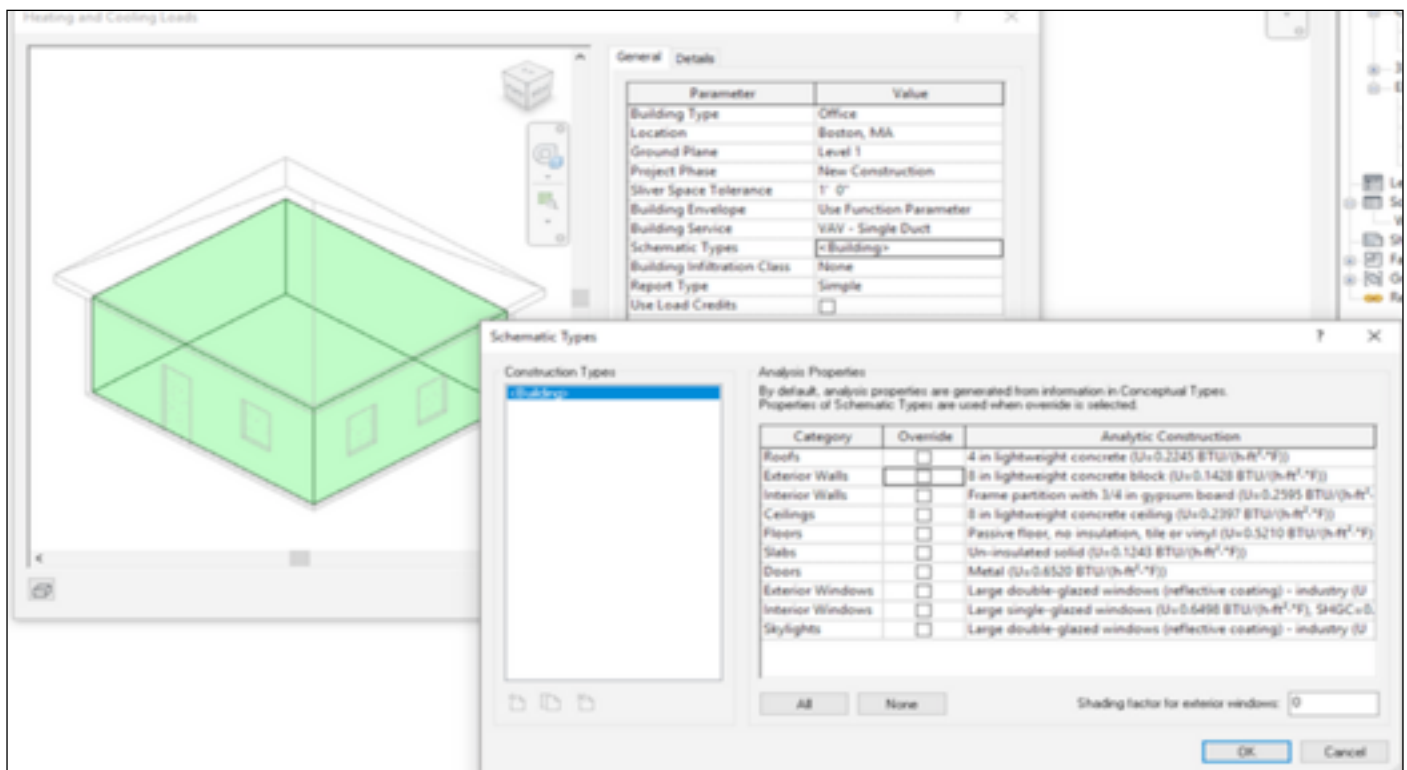 Heating and Cooling Loads ? ×
General Details
Parameter Value
Building Type Office
Location Boston, MA
Ground Plane Level 1
Project Phase New Construction
Sliver Space Tolerance 1' 0"
Building Envelope Use Function Parameter
Building Service VAV - Single Duct
Schematic Types <Building>
Building Infiltration Class None
Report Type Simple
Use Load Credits
Schematic Types ? ×
Construction Types
<Building>
Analysis Properties
By default, analysis properties are generated from information in Conceptual Types.
Properties of Schematic Types are used when override is selected.
Category Override Analytic Construction
Roofs 4 in lightweight concrete (U=0.2245 BTU/(h·ft²·°F))
Exterior Walls 8 in lightweight concrete block (U=0.1428 BTU/(h·ft²·°F))
Interior Walls Frame partition with 3/4 in gypsum board (U=0.2595 BTU/(h·ft²·
Ceilings 8 in lightweight concrete ceiling (U=0.2397 BTU/(h·ft²·°F))
Floors Passive floor, no insulation, tile or vinyl (U=0.5210 BTU/(h·ft²·°F)
Slabs Un-insulated solid (U=0.1243 BTU/(h·ft²·°F))
Doors Metal (U=0.6520 BTU/(h·ft²·°F))
Exterior Windows Large double-glazed windows (reflective coating) - industry (U
Interior Windows Large single-glazed windows (U=0.6498 BTU/(h·ft²·°F), SHGC=0.
Skylights Large double-glazed windows (reflective coating) - industry (U
All None Shading factor for exterior windows: 0
OK Cancel